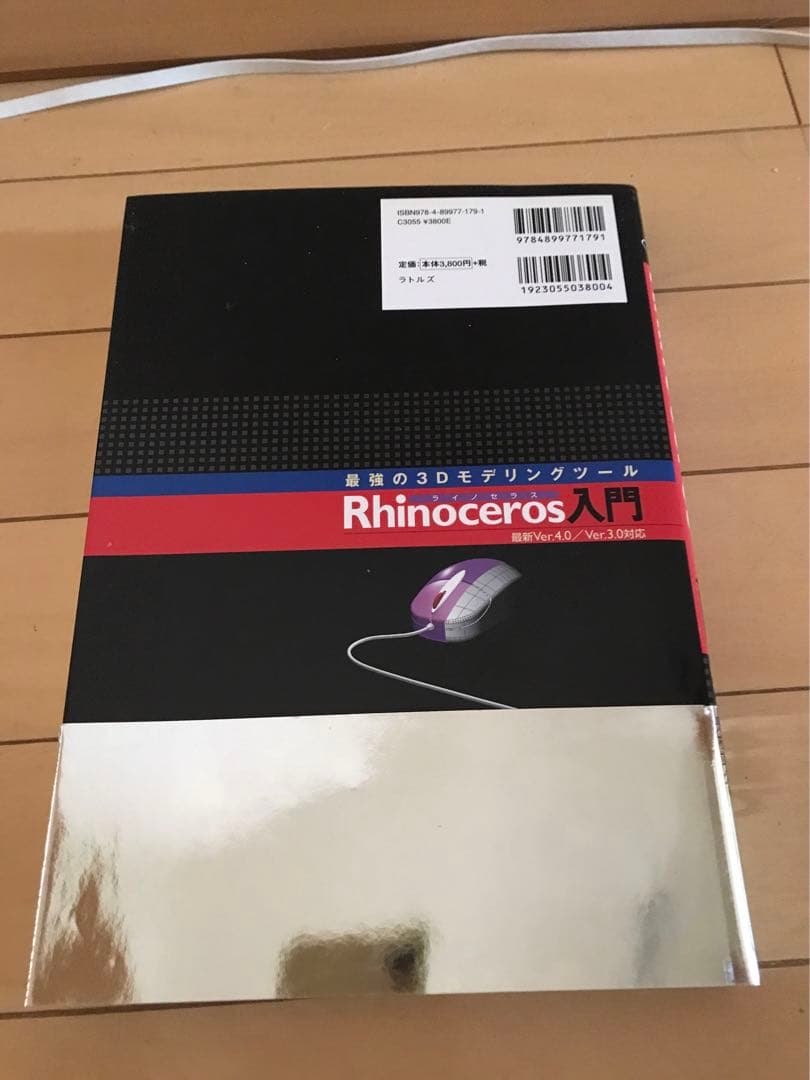 ISBN978-4-89977-179-1
C3055 ¥3800E
9784899771791
定価:本体3,800円+税
ラトルズ
1923055038004
最強の3Dモデリングツール
ライノセラス
Rhinoceros入門
最新Ver.4.0／Ver.3.0対応